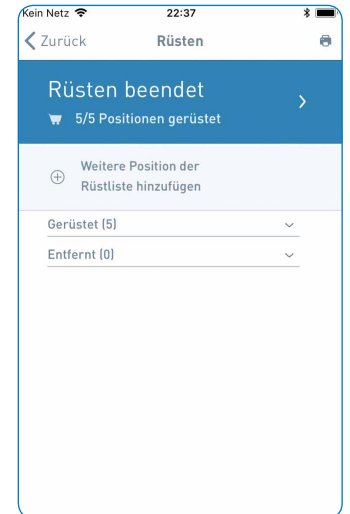 Kein Netz 22:37
Zurück Rüsten
Rüsten beendet
5/5 Positionen gerüstet
Weitere Position der
Rüstliste hinzufügen
Gerüstet (5)
Entfernt (0)